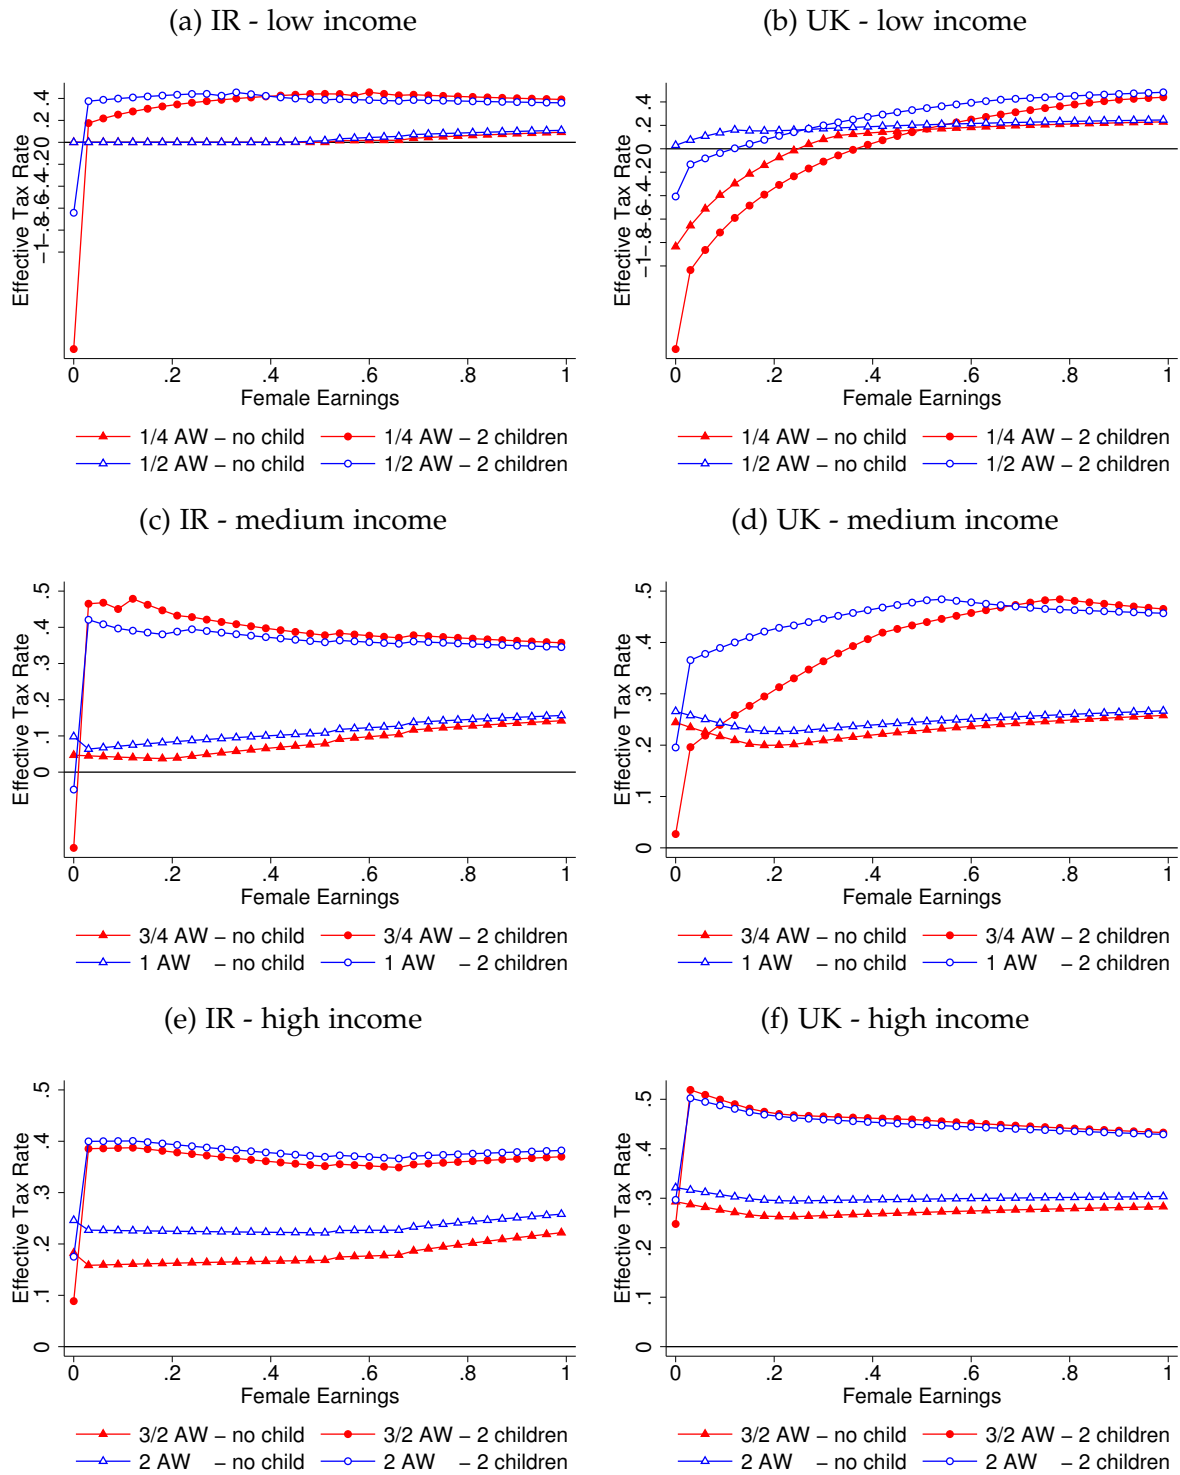 (a) IR - low income
(b) UK - low income
Effective Tax Rate
−1−.8−.6−.4−.20 .2.4
0 .2 .4 .6 .8 1
Female Earnings
1/4 AW − no child 1/4 AW − 2 children
1/2 AW − no child 1/2 AW − 2 children
Effective Tax Rate
−1−.8−.6−.4−.20 .2.4
0 .2 .4 .6 .8 1
Female Earnings
1/4 AW − no child 1/4 AW − 2 children
1/2 AW − no child 1/2 AW − 2 children
(c) IR - medium income
(d) UK - medium income
Effective Tax Rate
0 .1 .2 .3 .4 .5
0 .2 .4 .6 .8 1
Female Earnings
3/4 AW − no child 3/4 AW − 2 children
1 AW − no child 1 AW − 2 children
Effective Tax Rate
0 .1 .2 .3 .4 .5
0 .2 .4 .6 .8 1
Female Earnings
3/4 AW − no child 3/4 AW − 2 children
1 AW − no child 1 AW − 2 children
(e) IR - high income
(f) UK - high income
Effective Tax Rate
0 .1 .2 .3 .4 .5
0 .2 .4 .6 .8 1
Female Earnings
3/2 AW − no child 3/2 AW − 2 children
2 AW − no child 2 AW − 2 children
Effective Tax Rate
0 .1 .2 .3 .4 .5
0 .2 .4 .6 .8 1
Female Earnings
3/2 AW − no child 3/2 AW − 2 children
2 AW − no child 2 AW − 2 children